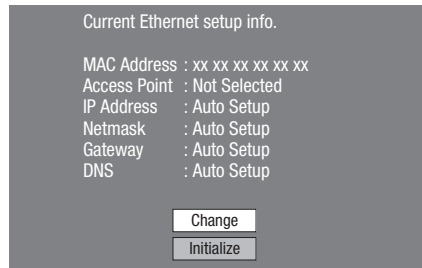 Current Ethernet setup info.
MAC Address : xx xx xx xx xx xx
Access Point : Not Selected
IP Address : Auto Setup
Netmask : Auto Setup
Gateway : Auto Setup
DNS : Auto Setup
Change
Initialize